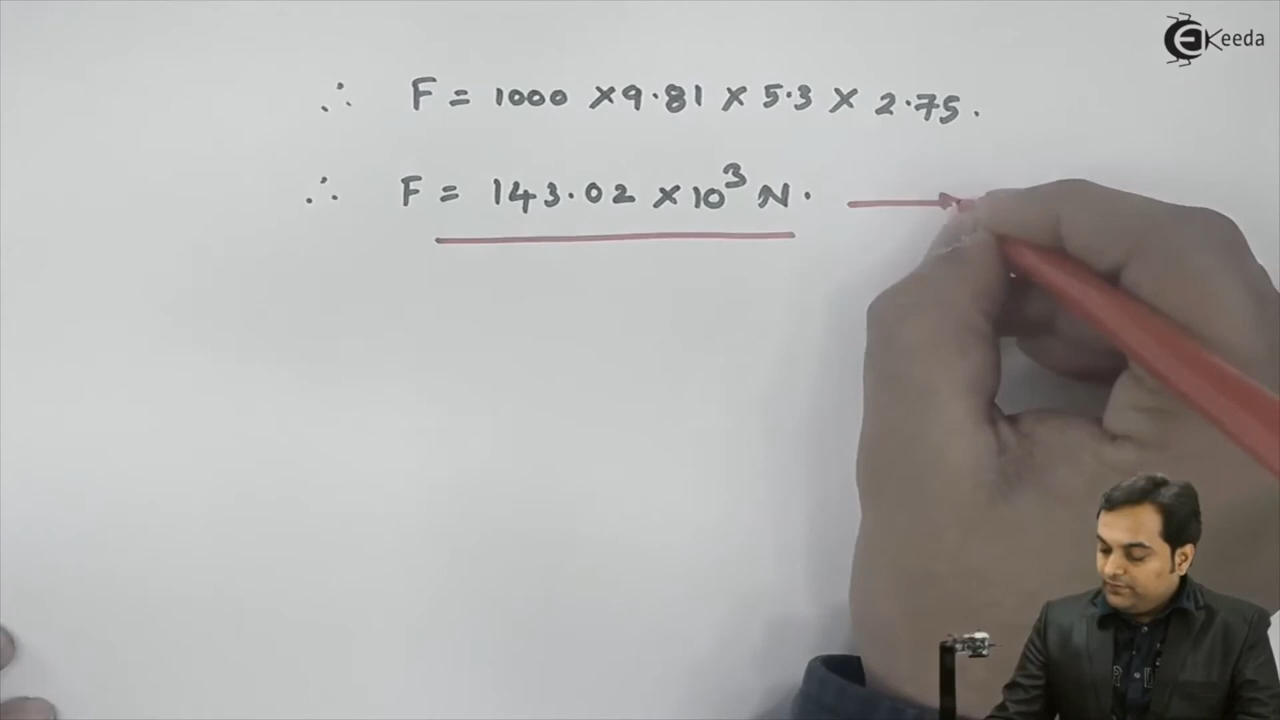 Keeda
∴ F = 1000 × 9.81 × 5.3 × 2.75.
∴ F = 143.02 × 10³ N. →